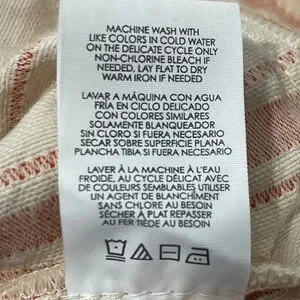 MACHINE WASH WITH
LIKE COLORS IN COLD WATER
ON THE DELICATE CYCLE ONLY
NON-CHLORINE BLEACH IF
NEEDED, LAY FLAT TO DRY
WARM IRON IF NEEDED
LAVAR A MÁQUINA CON AGUA
FRÍA EN CICLO DELICADO
CON COLORES SIMILARES
SOLAMENTE BLANQUEADOR
SIN CLORO SI FUERA NECESARIO
SECAR SOBRE SUPERFICIE PLANA
PLANCHA TIBIA SI FUERA NECESARIO
LAVER À LA MACHINE À L'EAU
FROIDE, AU CYCLE DÉLICAT AVEC
DE COULEURS SEMBLABLES UTILISER
UN AGENT DE BLANCHÎMENT
SANS CHLORE AU BESOIN
SÉCHER À PLAT REPASSER
AU FER TIÈDE AU BESOIN